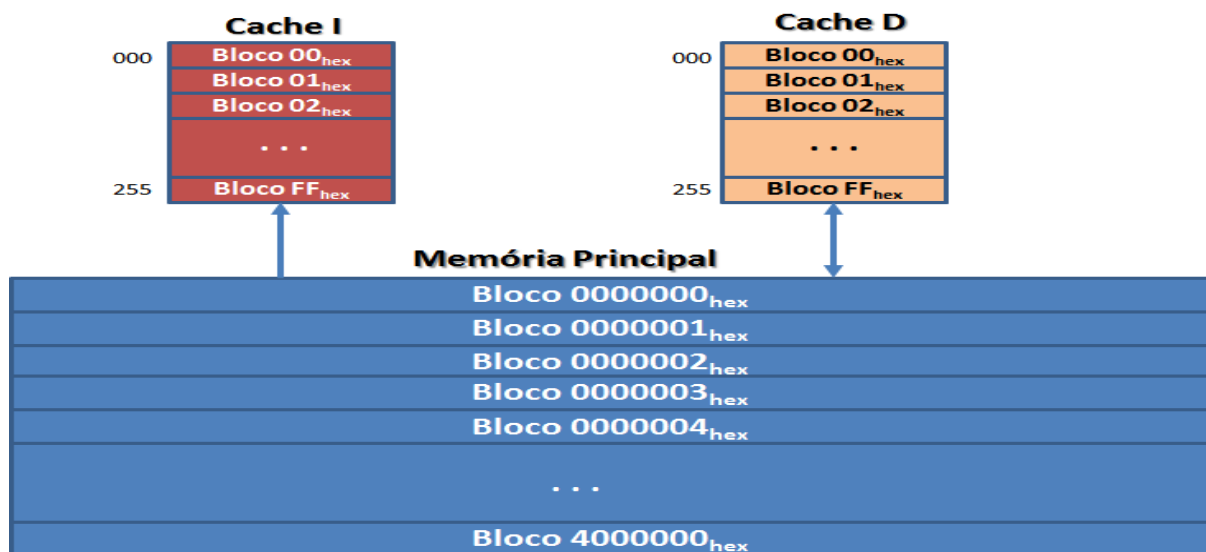 Cache I
000
Bloco 00hex
Bloco 01hex
Bloco 02hex
. . .
255
Bloco FFhex
Cache D
000
Bloco 00hex
Bloco 01hex
Bloco 02hex
. . .
255
Bloco FFhex
Memória Principal
Bloco 0000000hex
Bloco 0000001hex
Bloco 0000002hex
Bloco 0000003hex
Bloco 0000004hex
. . .
Bloco 4000000hex